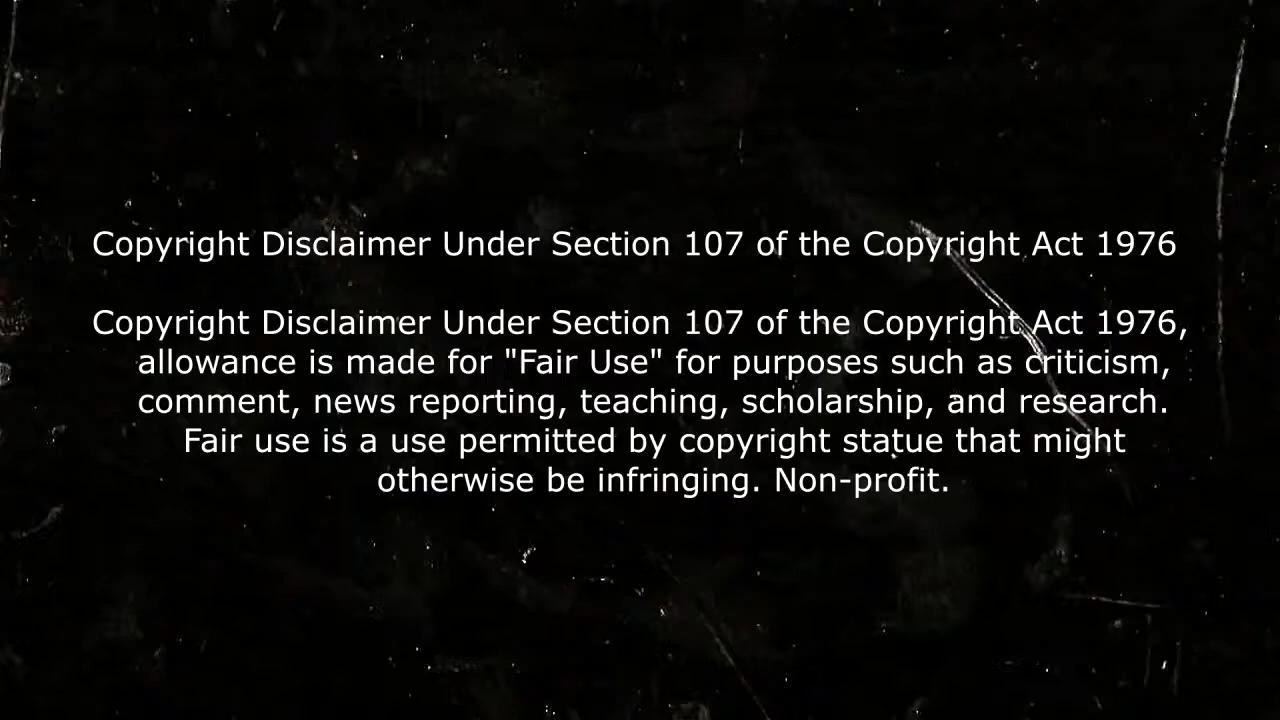 Copyright Disclaimer Under Section 107 of the Copyright Act 1976
Copyright Disclaimer Under Section 107 of the Copyright Act 1976,
allowance is made for "Fair Use" for purposes such as criticism,
comment, news reporting, teaching, scholarship, and research.
Fair use is a use permitted by copyright statue that might
otherwise be infringing. Non-profit.